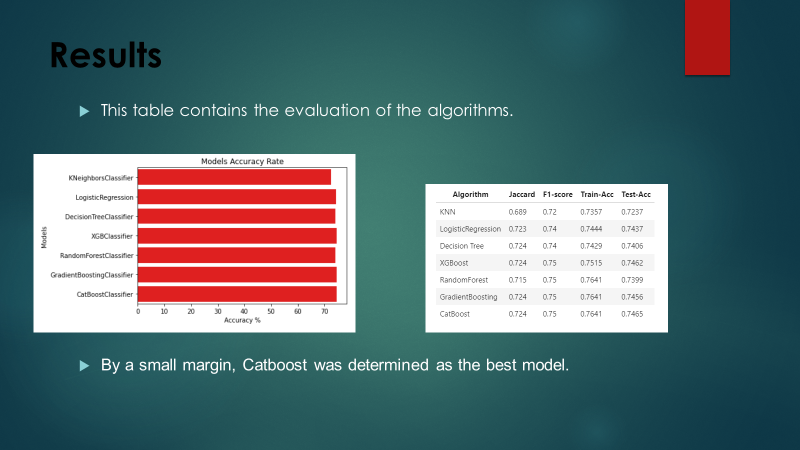 Results
This table contains the evaluation of the algorithms.
Models Accuracy Rate
Models
KNeighborsClassifier
LogisticRegression
DecisionTreeClassifier
XGBClassifier
RandomForestClassifier
GradientBoostingClassifier
CatBoostClassifier
0 10 20 30 40 50 60 70
Accuracy %
Algorithm Jaccard F1-score Train-Acc Test-Acc
KNN 0.689 0.72 0.7357 0.7237
LogisticRegression 0.723 0.74 0.7444 0.7437
Decision Tree 0.724 0.74 0.7429 0.7406
XGBoost 0.724 0.75 0.7515 0.7462
RandomForest 0.715 0.75 0.7641 0.7399
GradientBoosting 0.724 0.75 0.7641 0.7456
CatBoost 0.724 0.75 0.7641 0.7465
By a small margin, Catboost was determined as the best model.